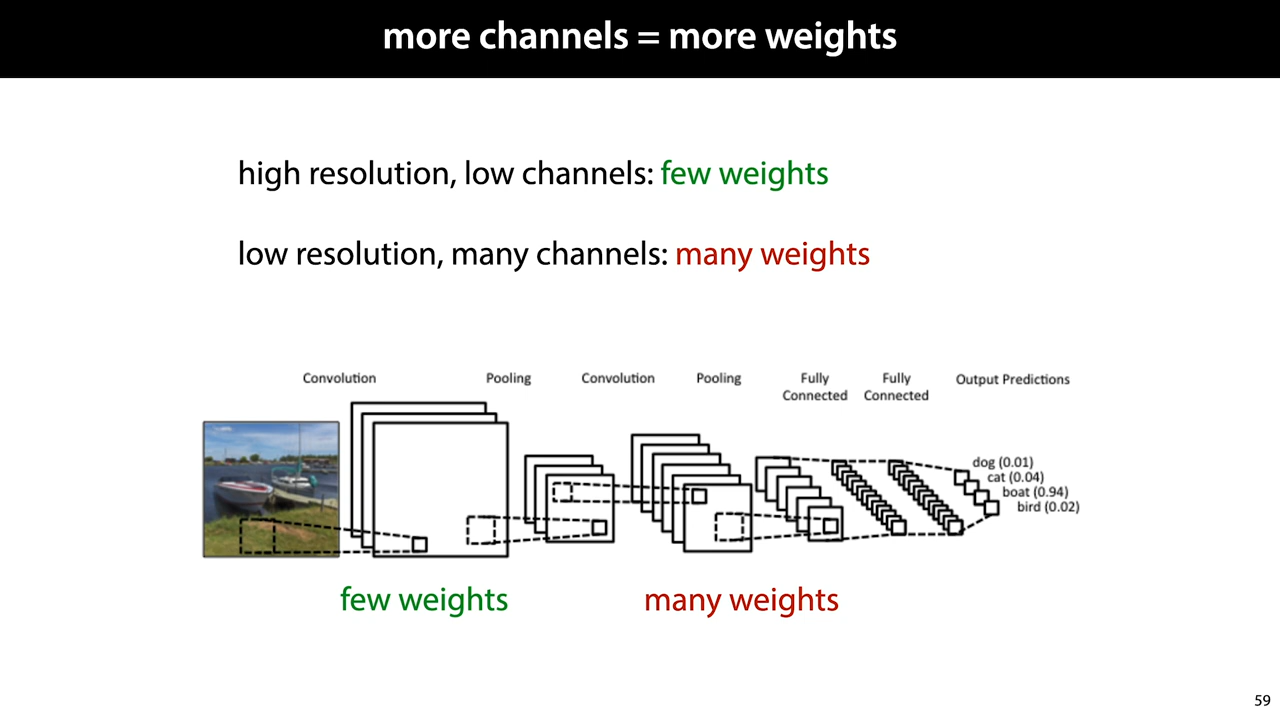 more channels = more weights
high resolution, low channels: few weights
low resolution, many channels: many weights
Convolution Pooling Convolution Pooling Fully Connected Fully Connected Output Predictions
dog (0.01)
cat (0.04)
boat (0.94)
bird (0.02)
few weights many weights
59